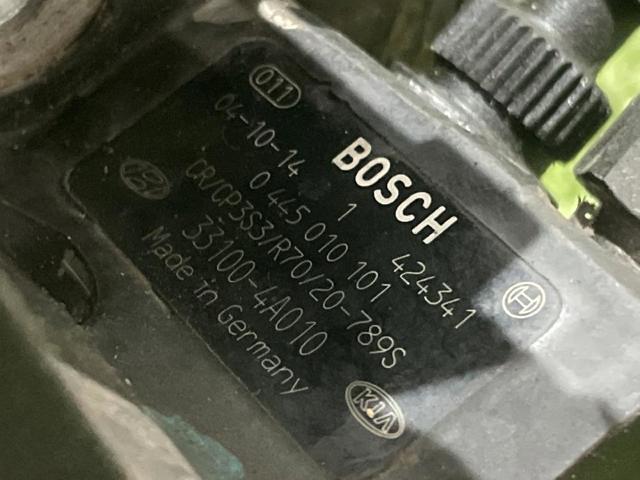 011
BOSCH
04-10-14 1 424341
0 445 010 101
CR/CP3S3/R70/20-789S
33100-4A010
Made in Germany
KIA